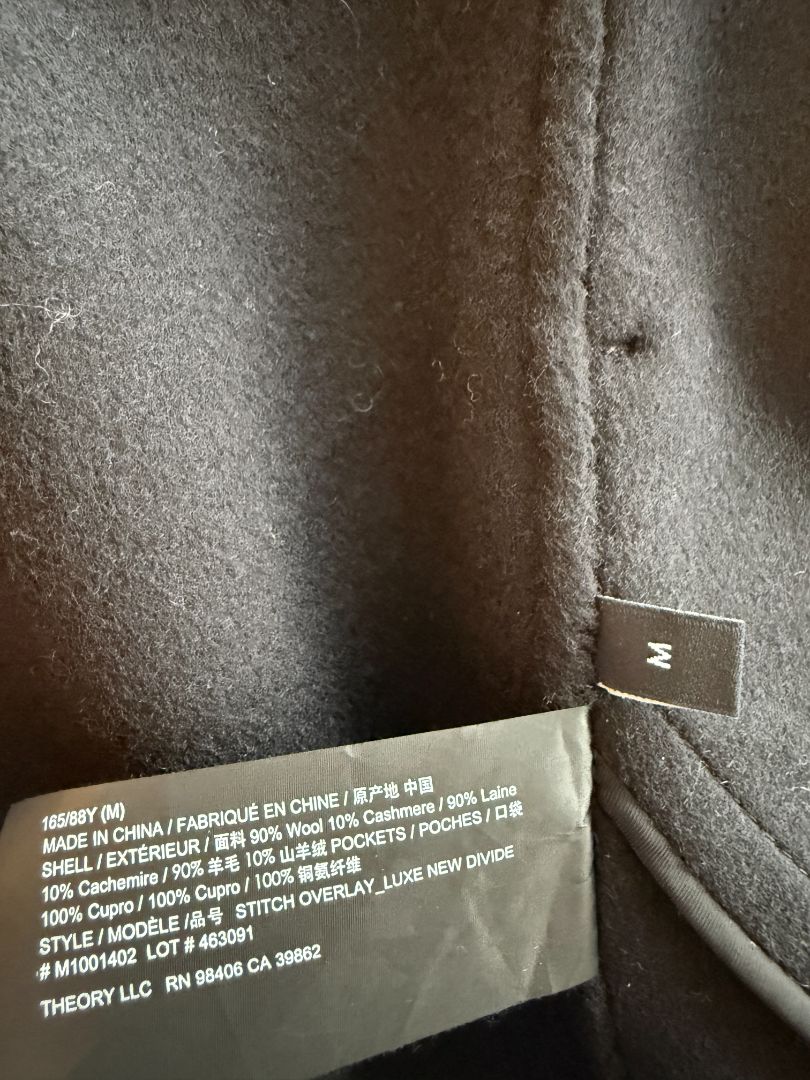 M
165/88Y (M)
MADE IN CHINA / FABRIQUÉ EN CHINE / 原产地 中国
SHELL / EXTÉRIEUR / 面料 90% Wool 10% Cashmere / 90% Laine
10% Cachemire / 90% 羊毛 10% 山羊绒 POCKETS / POCHES / 口袋
100% Cupro / 100% Cupro / 100% 铜氨纤维
STYLE / MODÈLE /品号 STITCH OVERLAY_LUXE NEW DIVIDE
# M1001402 LOT # 463091
THEORY LLC RN 98406 CA 39862